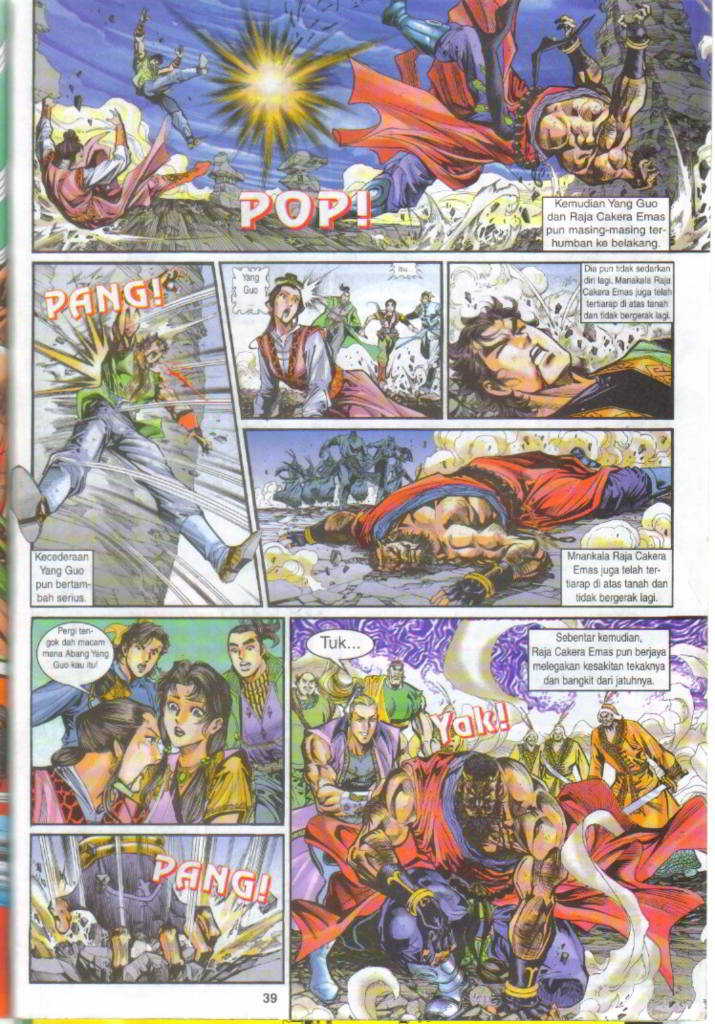 POP!
Kemudian Yang Guo
dan Raja Cakera Emas
pun masing-masing ter-
humban ke belakang.
PANG!
Kecederaan
Yang Guo
pun bertam-
bah serius.
Yang
Guo
Dia pun tidak sedarkan
diri lagi. Manakala Raja
Cakera Emas juga telah
tertiarap di atas tanah
dan tidak bergerak lagi.
Mnankala Raja Cakera
Emas juga telah ter-
tiarap di atas tanah dan
tidak bergerak lagi.
Pergi ten-
gok dah macam
mana Abang Yang
Guo kau itu!
PANG!
Tuk...
Sebentar kemudian,
Raja Cakera Emas pun berjaya
melegakan kesakitan tekaknya
dan bangkit dari jatuhnya.
Yak!
39